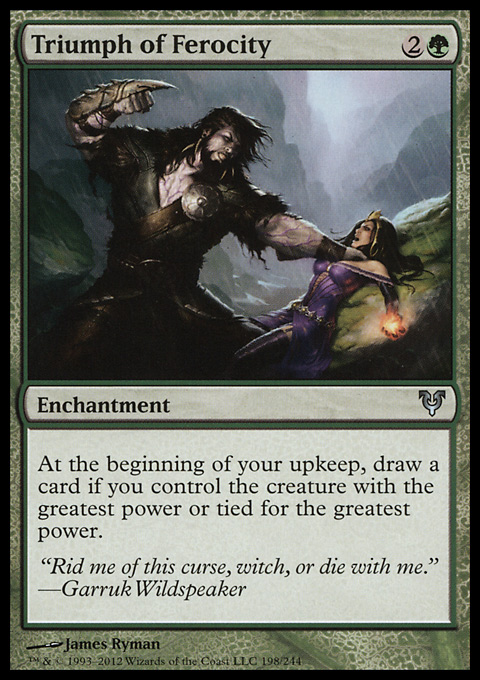 Triumph of Ferocity 2
Enchantment
At the beginning of your upkeep, draw a
card if you control the creature with the
greatest power or tied for the greatest
power.
“Rid me of this curse, witch, or die with me.”
—Garruk Wildspeaker
James Ryman
™ & © 1993–2012 Wizards of the Coast LLC 198/244